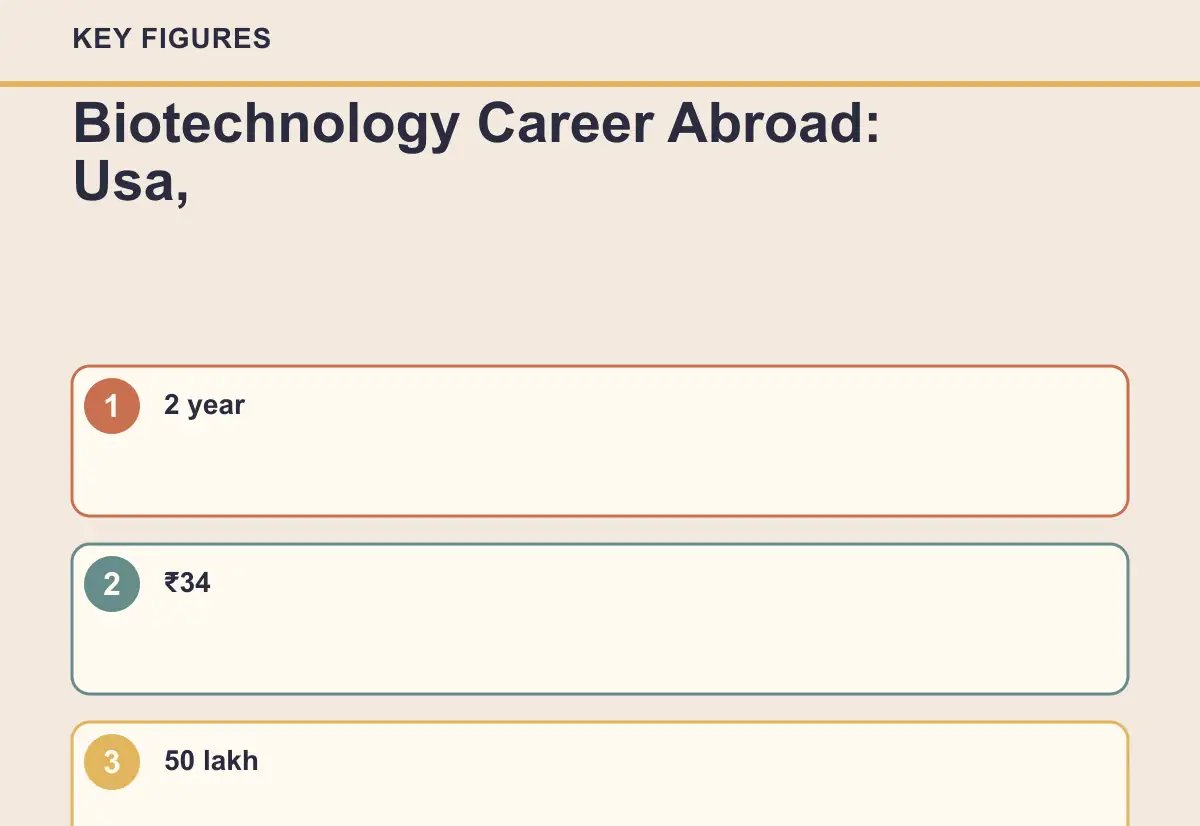 KEY FIGURES
Biotechnology Career Abroad:
Usa,
1 2 year
2 ₹34
3 50 lakh